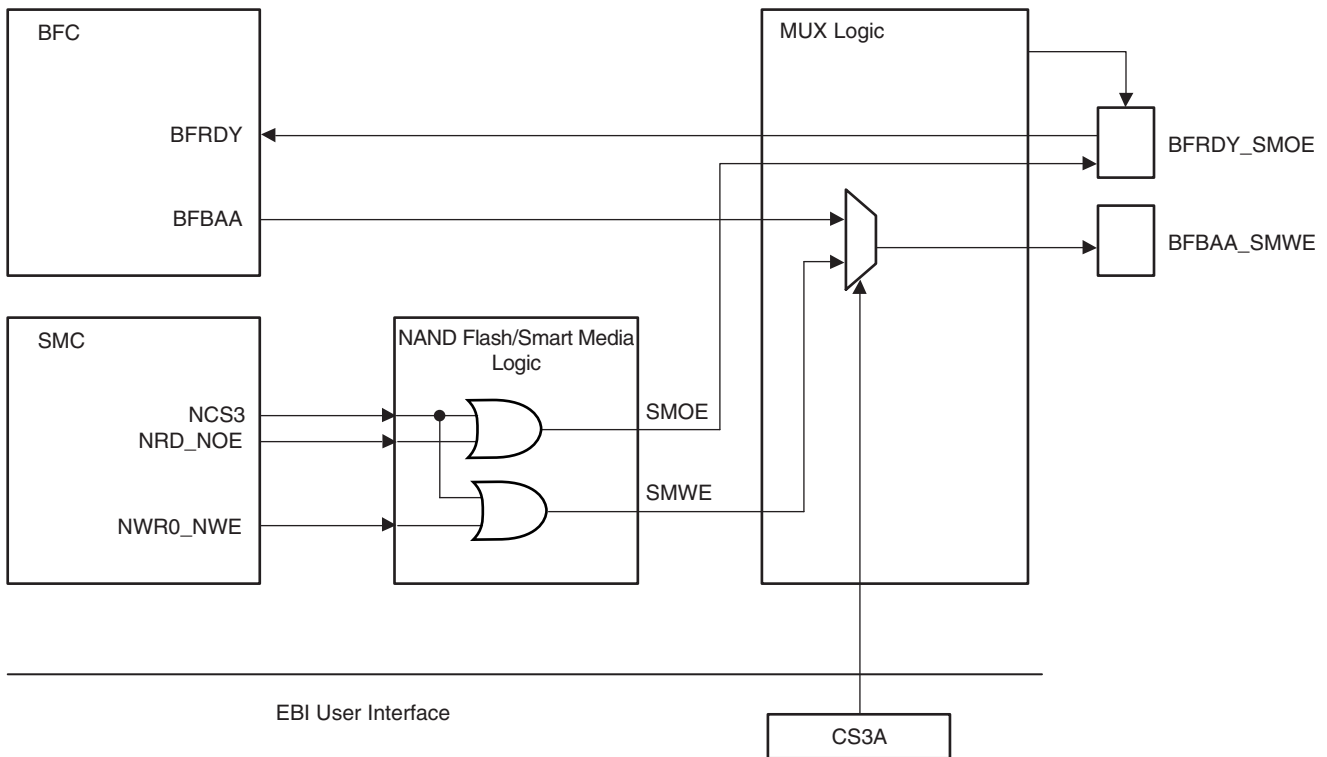 BFC
MUX Logic
BFRDY
BFRDY_SMOE
BFBAA
BFBAA_SMWE
SMC
NAND Flash/Smart Media
Logic
NCS3
SMOE
NRD_NOE
SMWE
NWR0_NWE
EBI User Interface
CS3A